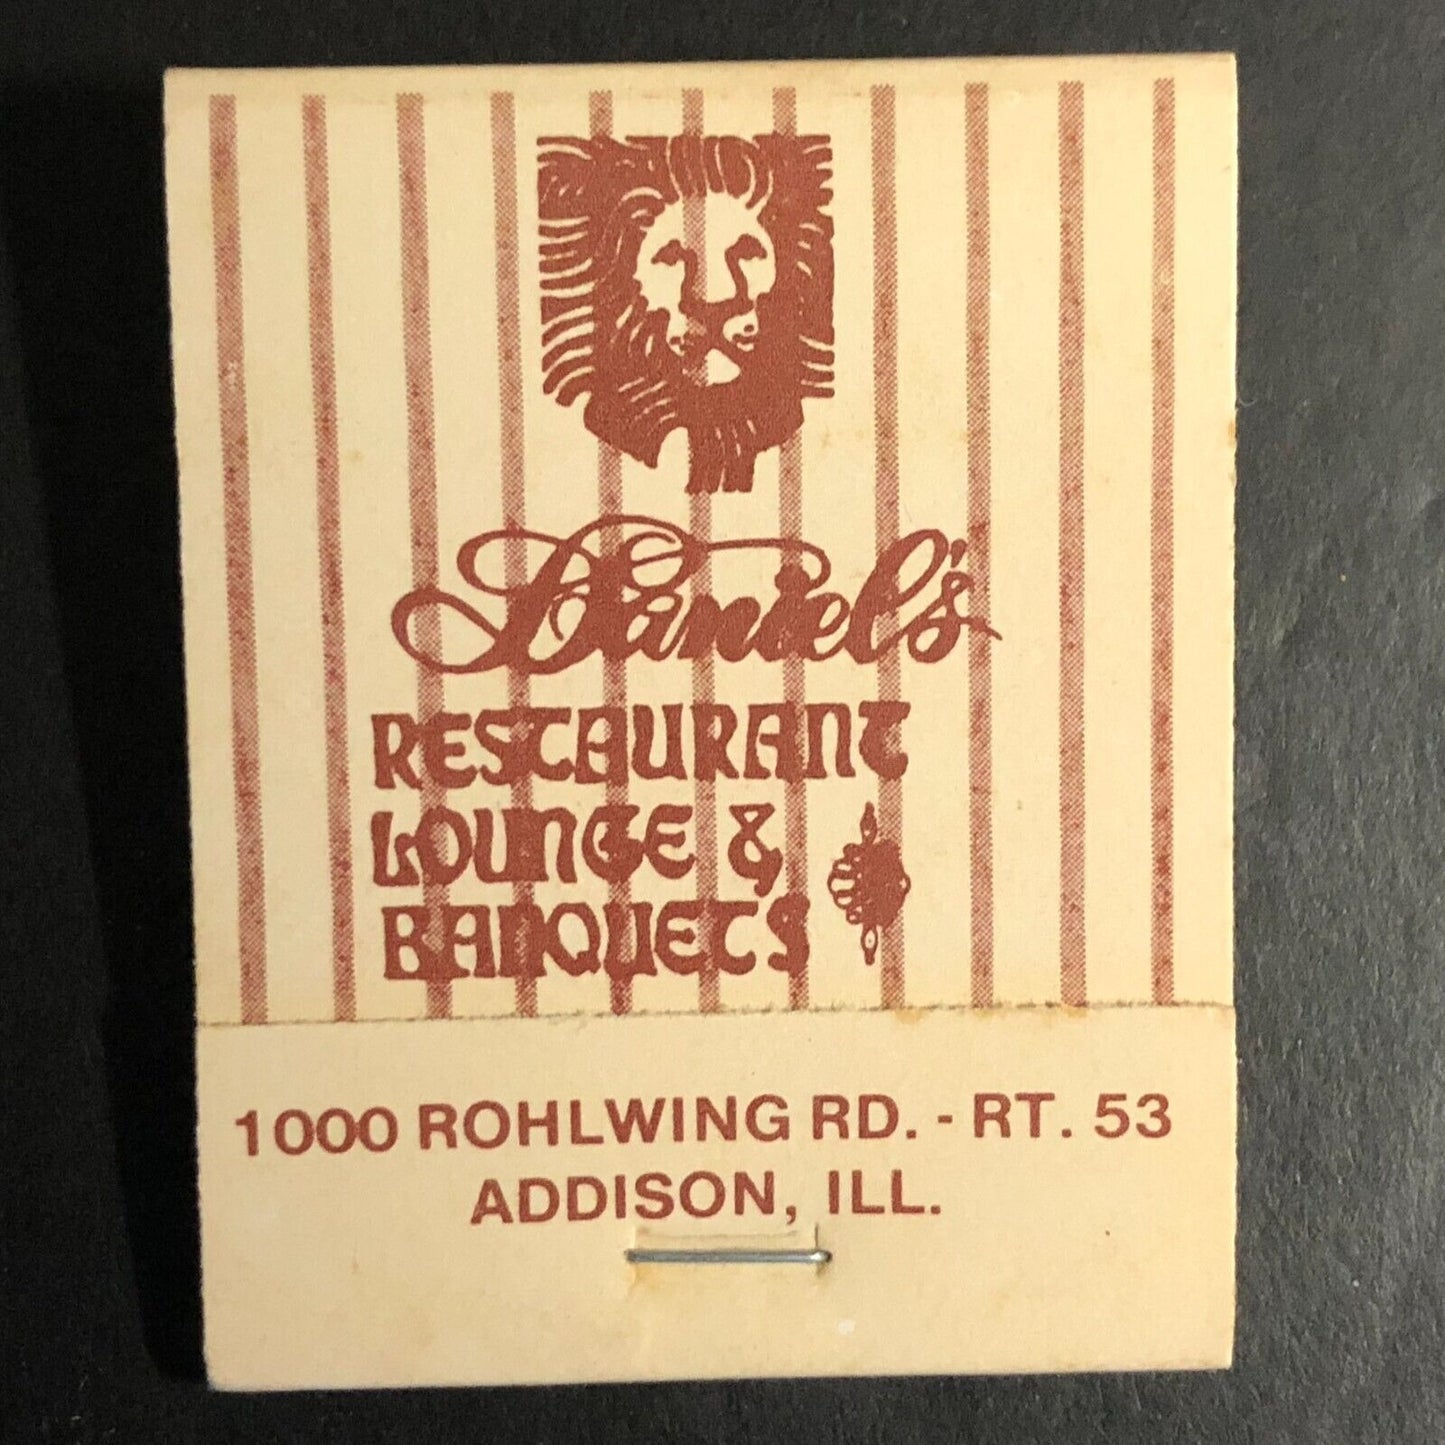 Daniel's
RESTAURANT
LOUNGE &
BANQUETS
1000 ROHLWING RD. - RT. 53
ADDISON, ILL.